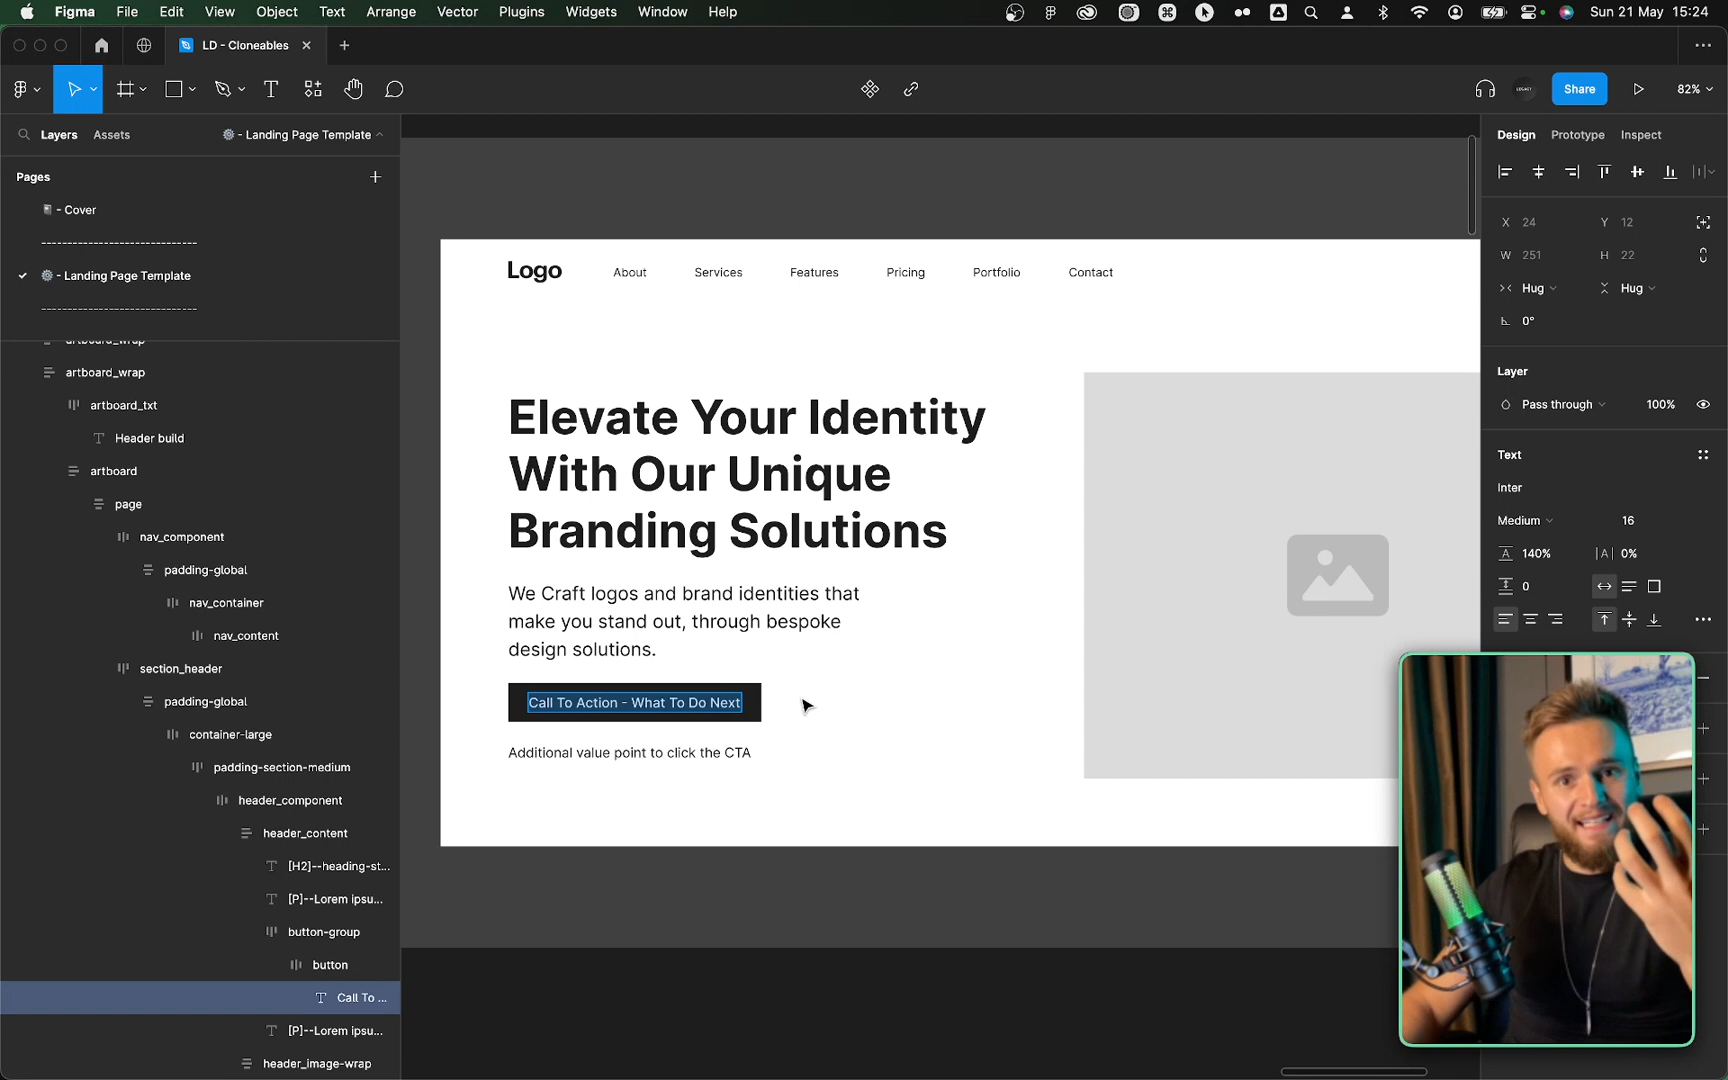 Figma File Edit View Object Text Arrange Vector Plugins Widgets Window Help Sun 21 May 15:24
LD - Cloneables
Share 82%
Layers Assets - Landing Page Template
Design Prototype Inspect
Pages
- Cover
------------------------------
- Landing Page Template
------------------------------
artboard_wrap
artboard_wrap
artboard_txt
Header build
artboard
page
nav_component
padding-global
nav_container
nav_content
section_header
padding-global
container-large
padding-section-medium
header_component
header_content
[H2]--heading-st...
[P]--Lorem ipsu...
button-group
button
Call To ...
[P]--Lorem ipsu...
header_image-wrap
Logo About Services Features Pricing Portfolio Contact
Elevate Your Identity
With Our Unique
Branding Solutions
We Craft logos and brand identities that
make you stand out, through bespoke
design solutions.
Call To Action - What To Do Next
Additional value point to click the CTA
X 24 Y 12
W 251 H 22
Hug Hug
0°
Layer
Pass through 100%
Text
Inter
Medium 16
A 140% |A| 0%
0